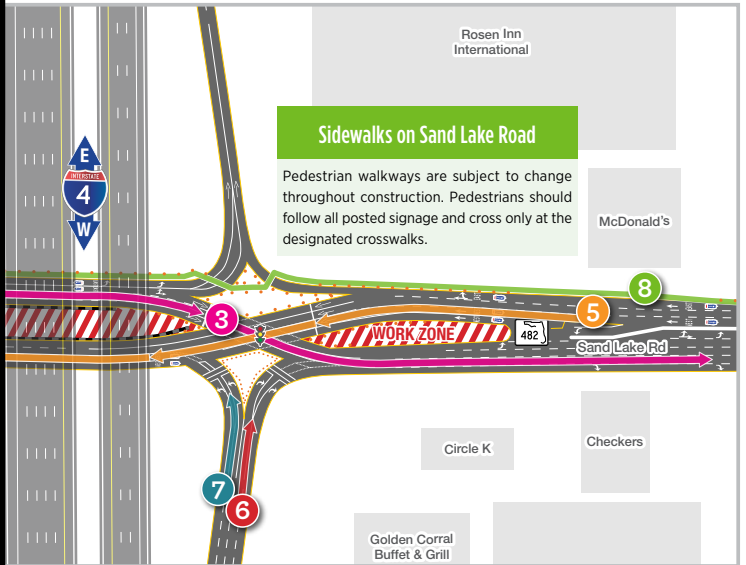 Rosen Inn
International
Sidewalks on Sand Lake Road
Pedestrian walkways are subject to change
throughout construction. Pedestrians should
follow all posted signage and cross only at the
designated crosswalks.
E
INTERSTATE
4
W
McDonald's
8
3
5
WORK ZONE
482
Sand Lake Rd
Circle K
Checkers
7
6
Golden Corral
Buffet & Grill